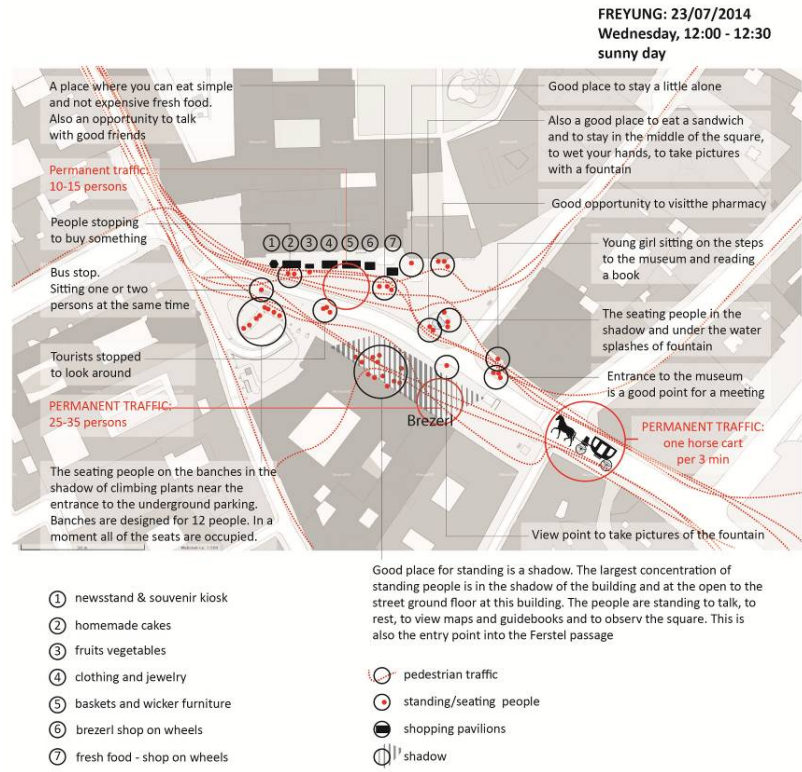 FREYUNG: 23/07/2014
Wednesday, 12:00 - 12:30
sunny day
A place where you can eat simple
and not expensive fresh food.
Also an opportunity to talk
with good friends
Permanent traffic:
10-15 persons
People stopping
to buy something
Bus stop.
Sitting one or two
persons at the same time
Tourists stopped
to look around
PERMANENT TRAFFIC:
25-35 persons
The seating people on the banches in the
shadow of climbing plants near the
entrance to the underground parking.
Banches are designed for 12 people. In a
moment all of the seats are occupied.
1 2 3 4 5 6 7
Brezerl
Good place to stay a little alone
Also a good place to eat a sandwich
and to stay in the middle of the square,
to wet your hands, to take pictures
with a fountain
Good opportunity to visitthe pharmacy
Young girl sitting on the steps
to the museum and reading
a book
The seating people in the
shadow and under the water
splashes of fountain
Entrance to the museum
is a good point for a meeting
PERMANENT TRAFFIC:
one horse cart
per 3 min
View point to take pictures of the fountain
Good place for standing is a shadow. The largest concentration of
standing people is in the shadow of the building and at the open to the
street ground floor at this building. The people are standing to talk, to
rest, to view maps and guidebooks and to observ the square. This is
also the entry point into the Ferstel passage
1 newsstand & souvenir kiosk
2 homemade cakes
3 fruits vegetables
4 clothing and jewelry
5 baskets and wicker furniture
6 brezerl shop on wheels
7 fresh food - shop on wheels
pedestrian traffic
standing/seating people
shopping pavilions
shadow